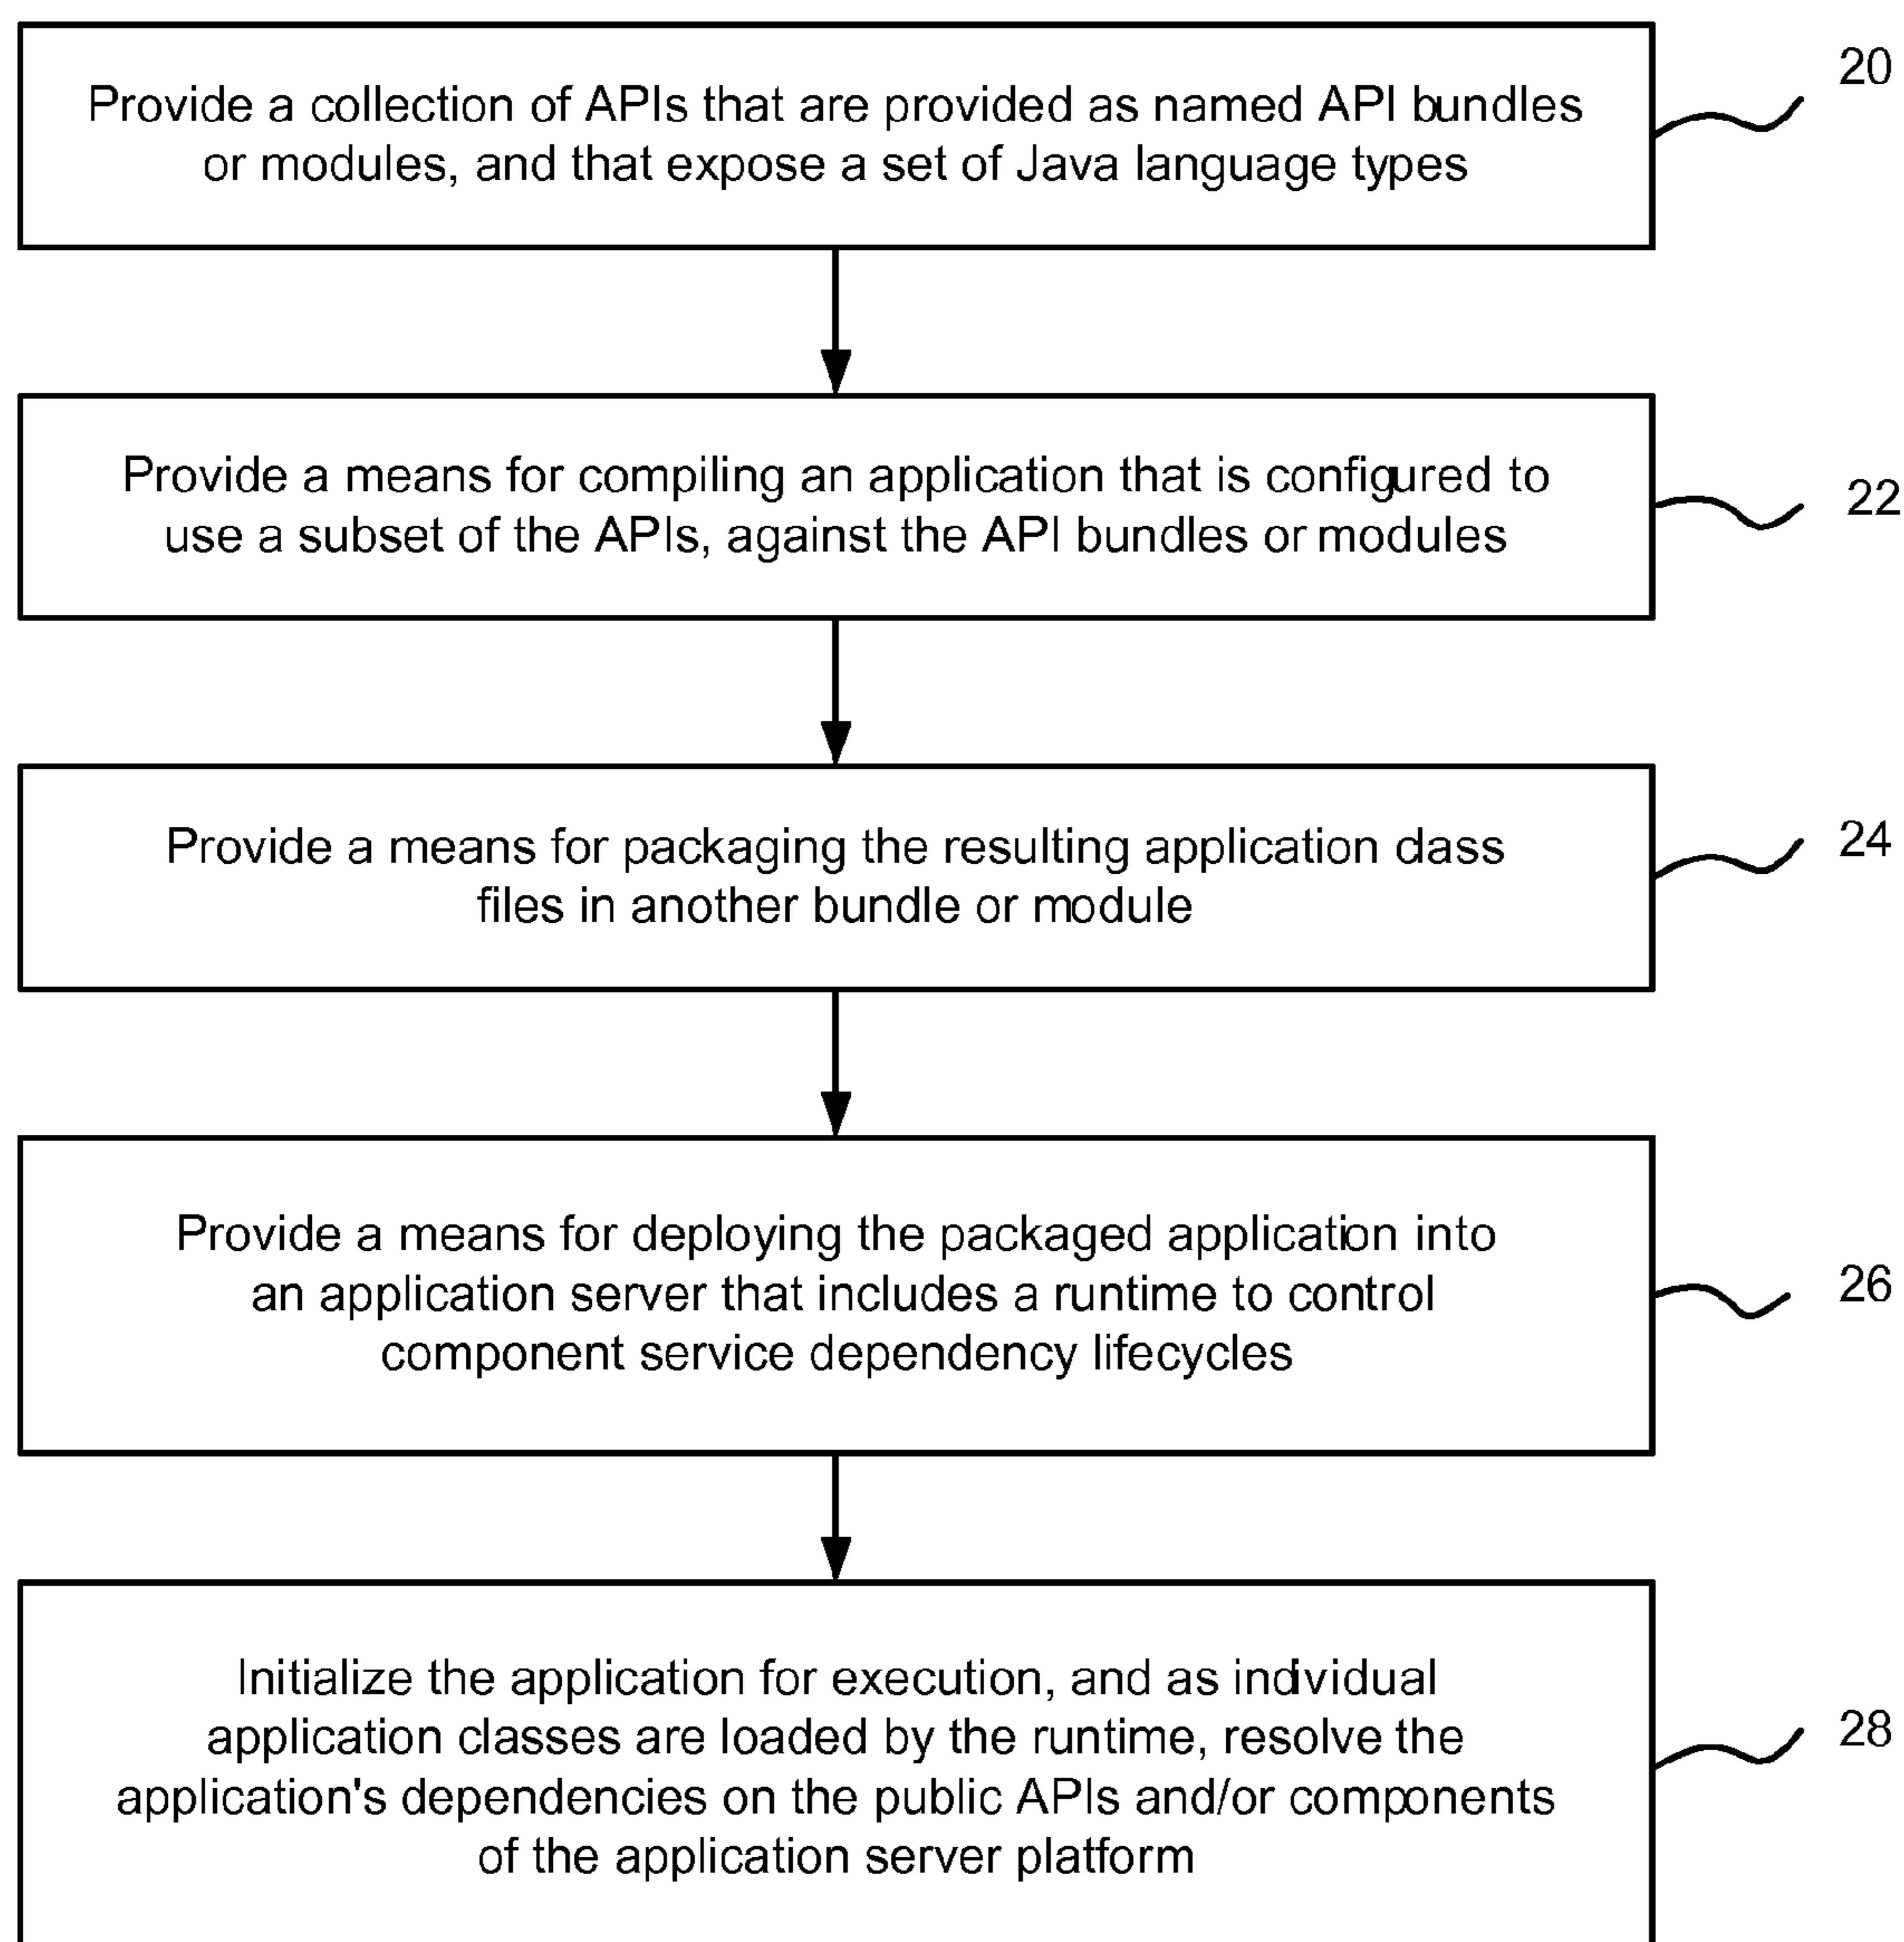 Provide a collection of APIs that are provided as named API bundles
or modules, and that expose a set of Java language types
20
Provide a means for compiling an application that is configured to
use a subset of the APIs, against the API bundles or modules
22
Provide a means for packaging the resulting application class
files in another bundle or module
24
Provide a means for deploying the packaged application into
an application server that includes a runtime to control
component service dependency lifecycles
26
Initialize the application for execution, and as individual
application classes are loaded by the runtime, resolve the
application's dependencies on the public APIs and/or components
of the application server platform
28